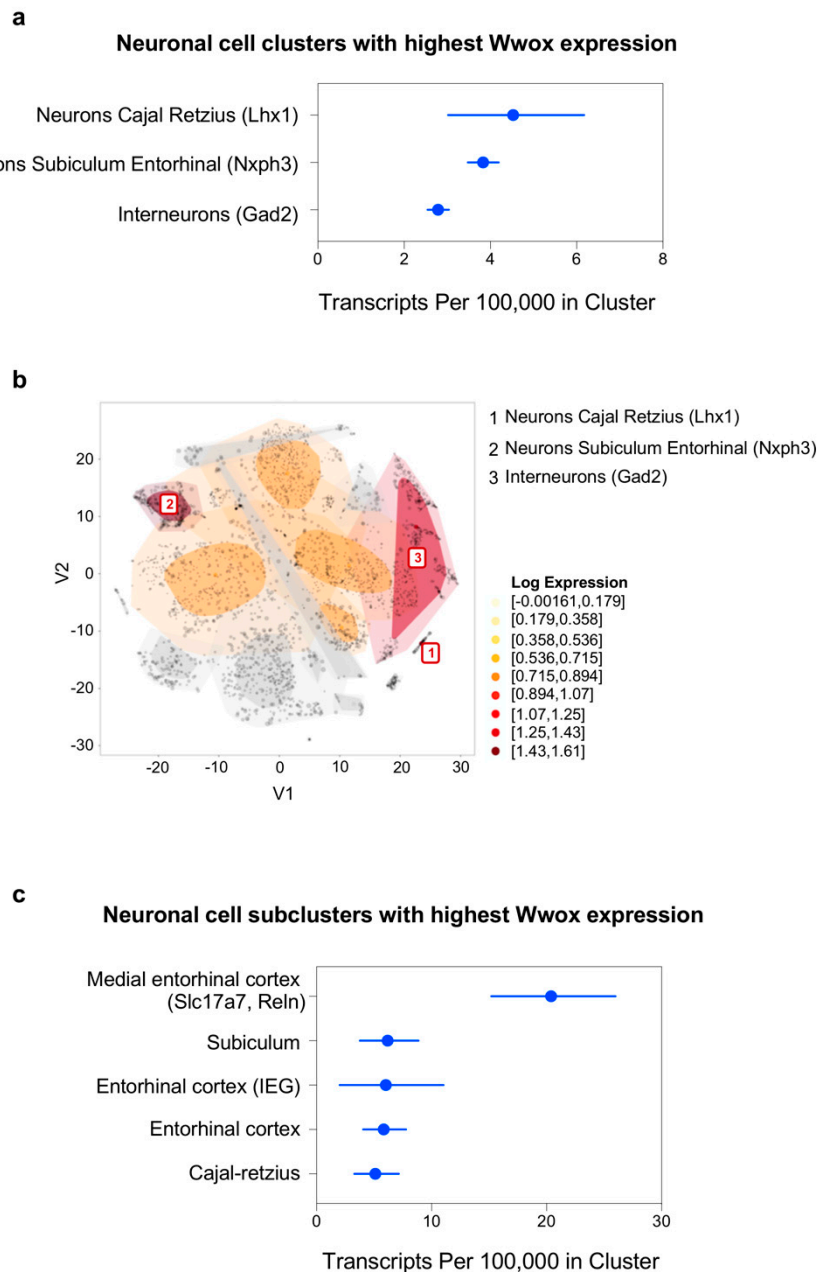 a
Neuronal cell clusters with highest Wwox expression
Neurons Cajal Retzius (Lhx1)
ons Subiculum Entorhinal (Nxph3)
Interneurons (Gad2)
0 2 4 6 8
Transcripts Per 100,000 in Cluster
b
1 Neurons Cajal Retzius (Lhx1)
2 Neurons Subiculum Entorhinal (Nxph3)
3 Interneurons (Gad2)
20
10
0
-10
-20
-30
V2
2
3
1
-20 -10 0 10 20 30
V1
Log Expression
[-0.00161,0.179]
[0.179,0.358]
[0.358,0.536]
[0.536,0.715]
[0.715,0.894]
[0.894,1.07]
[1.07,1.25]
[1.25,1.43]
[1.43,1.61]
c
Neuronal cell subclusters with highest Wwox expression
Medial entorhinal cortex
(Slc17a7, Reln)
Subiculum
Entorhinal cortex (IEG)
Entorhinal cortex
Cajal-retzius
0 10 20 30
Transcripts Per 100,000 in Cluster